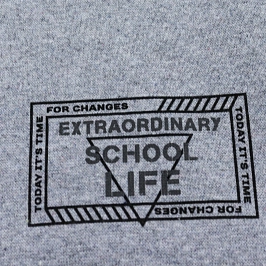 FOR CHANGES
EXTRAORDINARY
SCHOOL
LIFE
TODAY IT'S TIME
TODAY IT'S TIME
FOR CHANGES